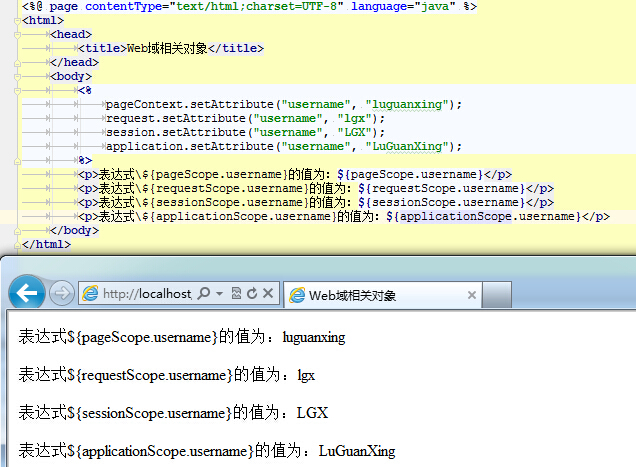 <%@ page contentType="text/html;charset=UTF-8" language="java" %>
<html>
<head>
<title>Web域相关对象</title>
</head>
<body>
<%
pageContext.setAttribute("username", "luguanxing");
request.setAttribute("username", "lgx");
session.setAttribute("username", "LGX");
application.setAttribute("username", "LuGuanXing");
%>
<p>表达式\${pageScope.username}的值为：${pageScope.username}</p>
<p>表达式\${requestScope.username}的值为：${requestScope.username}</p>
<p>表达式\${sessionScope.username}的值为：${sessionScope.username}</p>
<p>表达式\${applicationScope.username}的值为：${applicationScope.username}</p>
</body>
</html>
http://localhost
Web域相关对象
表达式${pageScope.username}的值为：luguanxing
表达式${requestScope.username}的值为：lgx
表达式${sessionScope.username}的值为：LGX
表达式${applicationScope.username}的值为：LuGuanXing